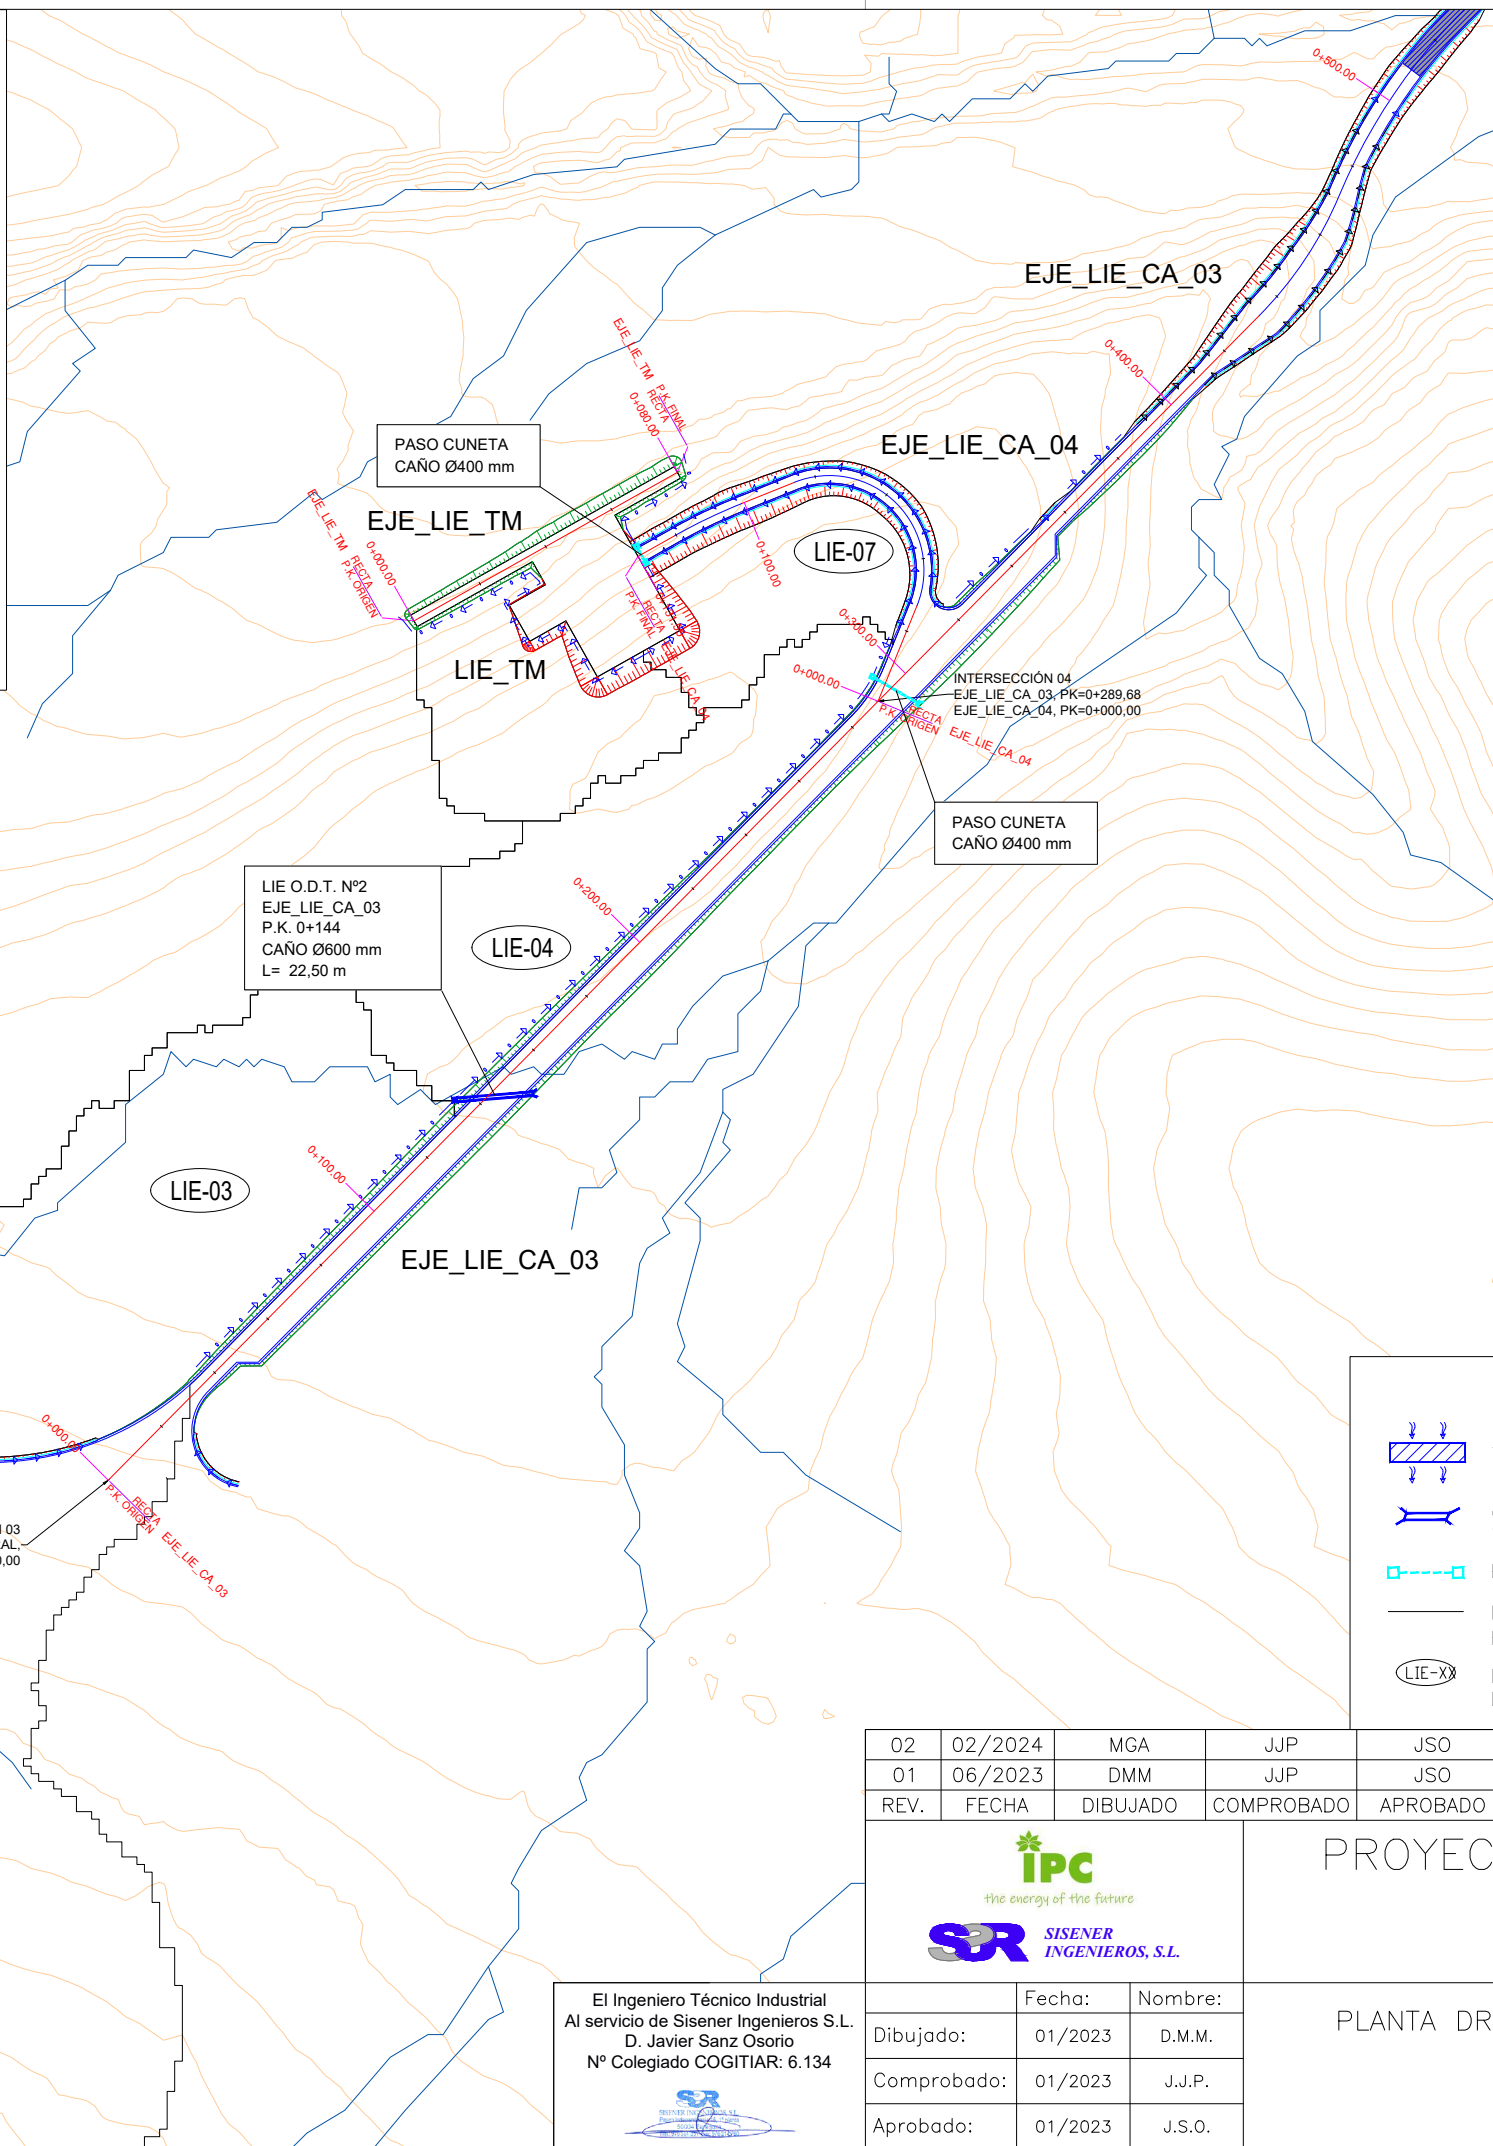 0+500.00
EJE_LIE_CA_03
EJE_LIE_TM
P.K. FINAL
RECTA
0+080.00
0+400.00
PASO CUNETA
CAÑO Ø400 mm
EJE_LIE_CA_04
EJE_LIE_TM
EJE_LIE_TM
RECTA
P.K. ORIGEN
0+000.00
0+100.00
LIE-07
RECTA
P.K. FINAL
EJE_LIE_CA_04
LIE_TM
0+300.00
0+000.00
INTERSECCIÓN 04
EJE_LIE_CA_03, PK=0+289,68
EJE_LIE_CA_04, PK=0+000,00
RECTA
P.K. ORIGEN
EJE_LIE_CA_04
PASO CUNETA
CAÑO Ø400 mm
LIE O.D.T. Nº2
EJE_LIE_CA_03
P.K. 0+144
CAÑO Ø600 mm
L= 22,50 m
0+200.00
LIE-04
0+100.00
LIE-03
EJE_LIE_CA_03
0+000.00
RECTA
P.K. ORIGEN
EJE_LIE_CA_03
03
AL,
,00
LIE-XX
02 02/2024 MGA JJP JSO
01 06/2023 DMM JJP JSO
REV. FECHA DIBUJADO COMPROBADO APROBADO
IPC
the energy of the future
SISENER
INGENIEROS, S.L.
PROYEC
El Ingeniero Técnico Industrial
Al servicio de Sisener Ingenieros S.L.
D. Javier Sanz Osorio
Nº Colegiado COGITIAR: 6.134
Fecha: Nombre:
Dibujado: 01/2023 D.M.M.
Comprobado: 01/2023 J.J.P.
Aprobado: 01/2023 J.S.O.
PLANTA DR